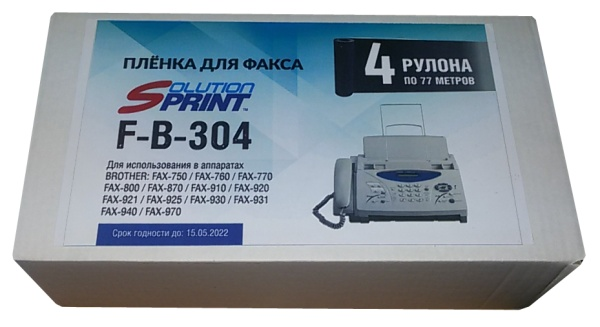 ПЛЁНКА ДЛЯ ФАКСА
4 РУЛОНА
ПО 77 МЕТРОВ
SOLUTION
SPRINT™
F-B-304
Для использования в аппаратах
BROTHER: FAX-750 / FAX-760 / FAX-770
FAX-800 / FAX-870 / FAX-910 / FAX-920
FAX-921 / FAX-925 / FAX-930 / FAX-931
FAX-940 / FAX-970
Срок годности до: 15.05.2022